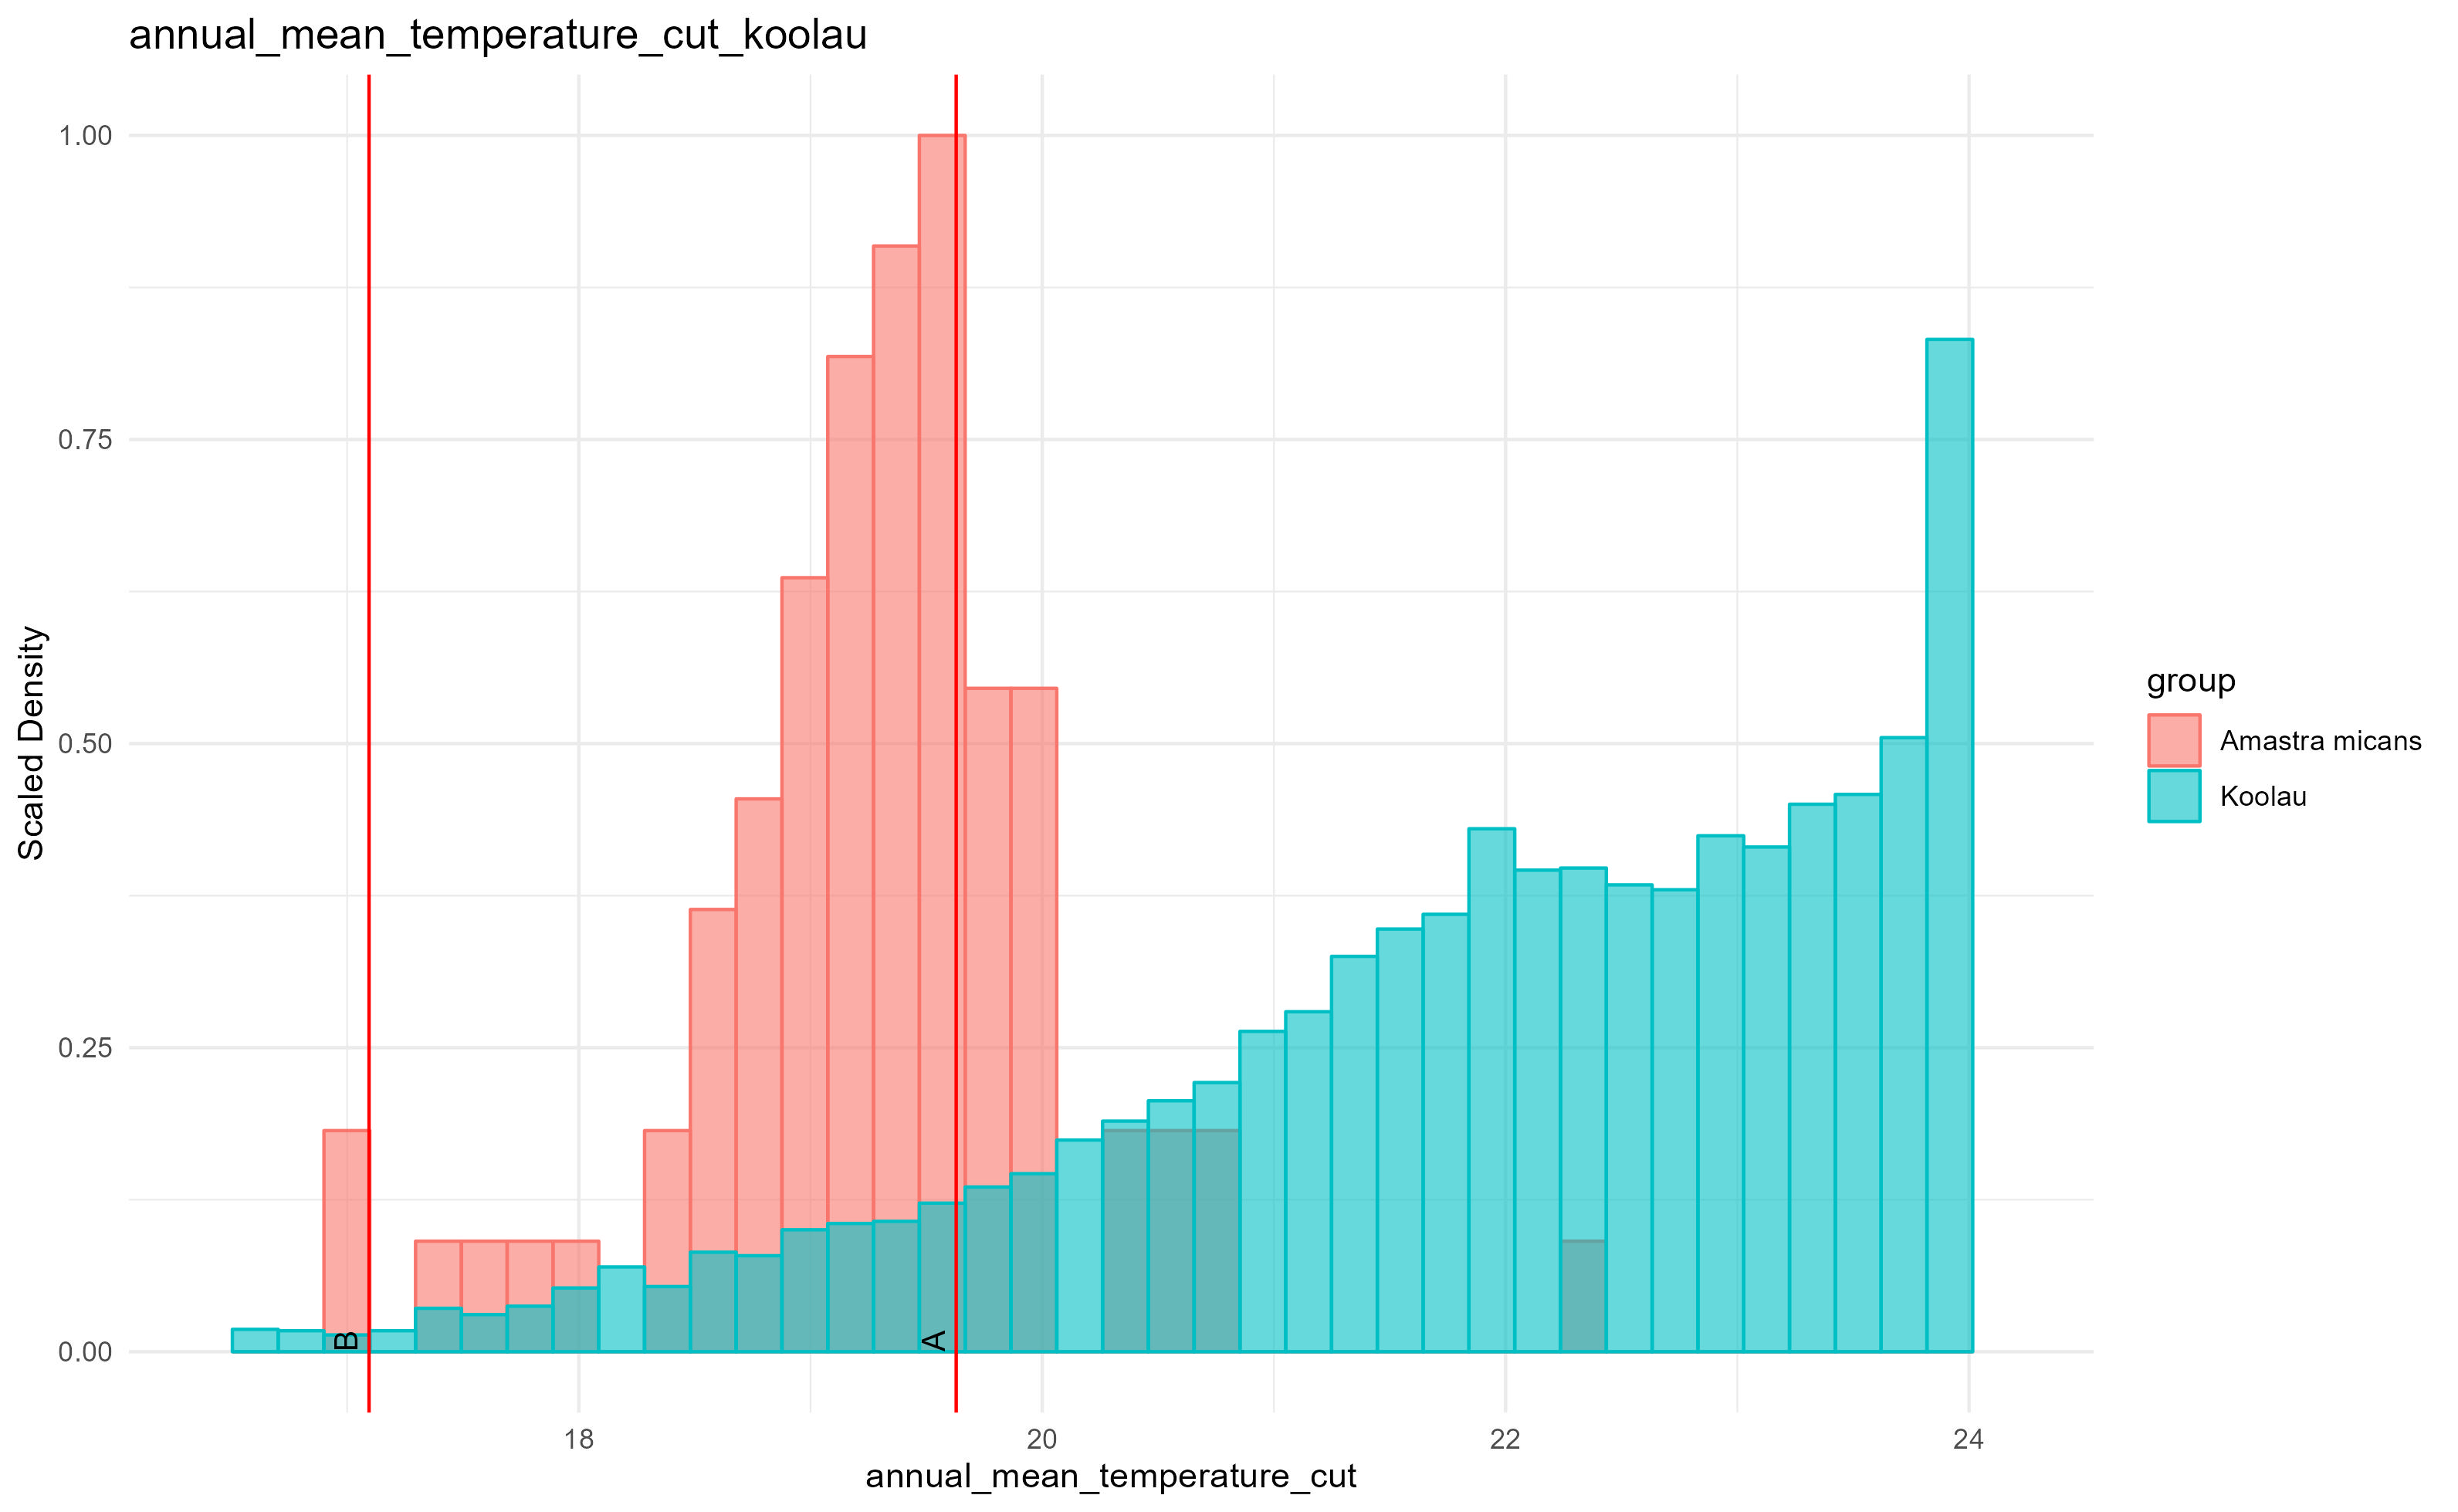 annual_mean_temperature_cut_koolau
1.00
0.75
0.50
0.25
0.00
Scaled Density
B
A
18
20
22
24
annual_mean_temperature_cut
group
Amastra micans
Koolau